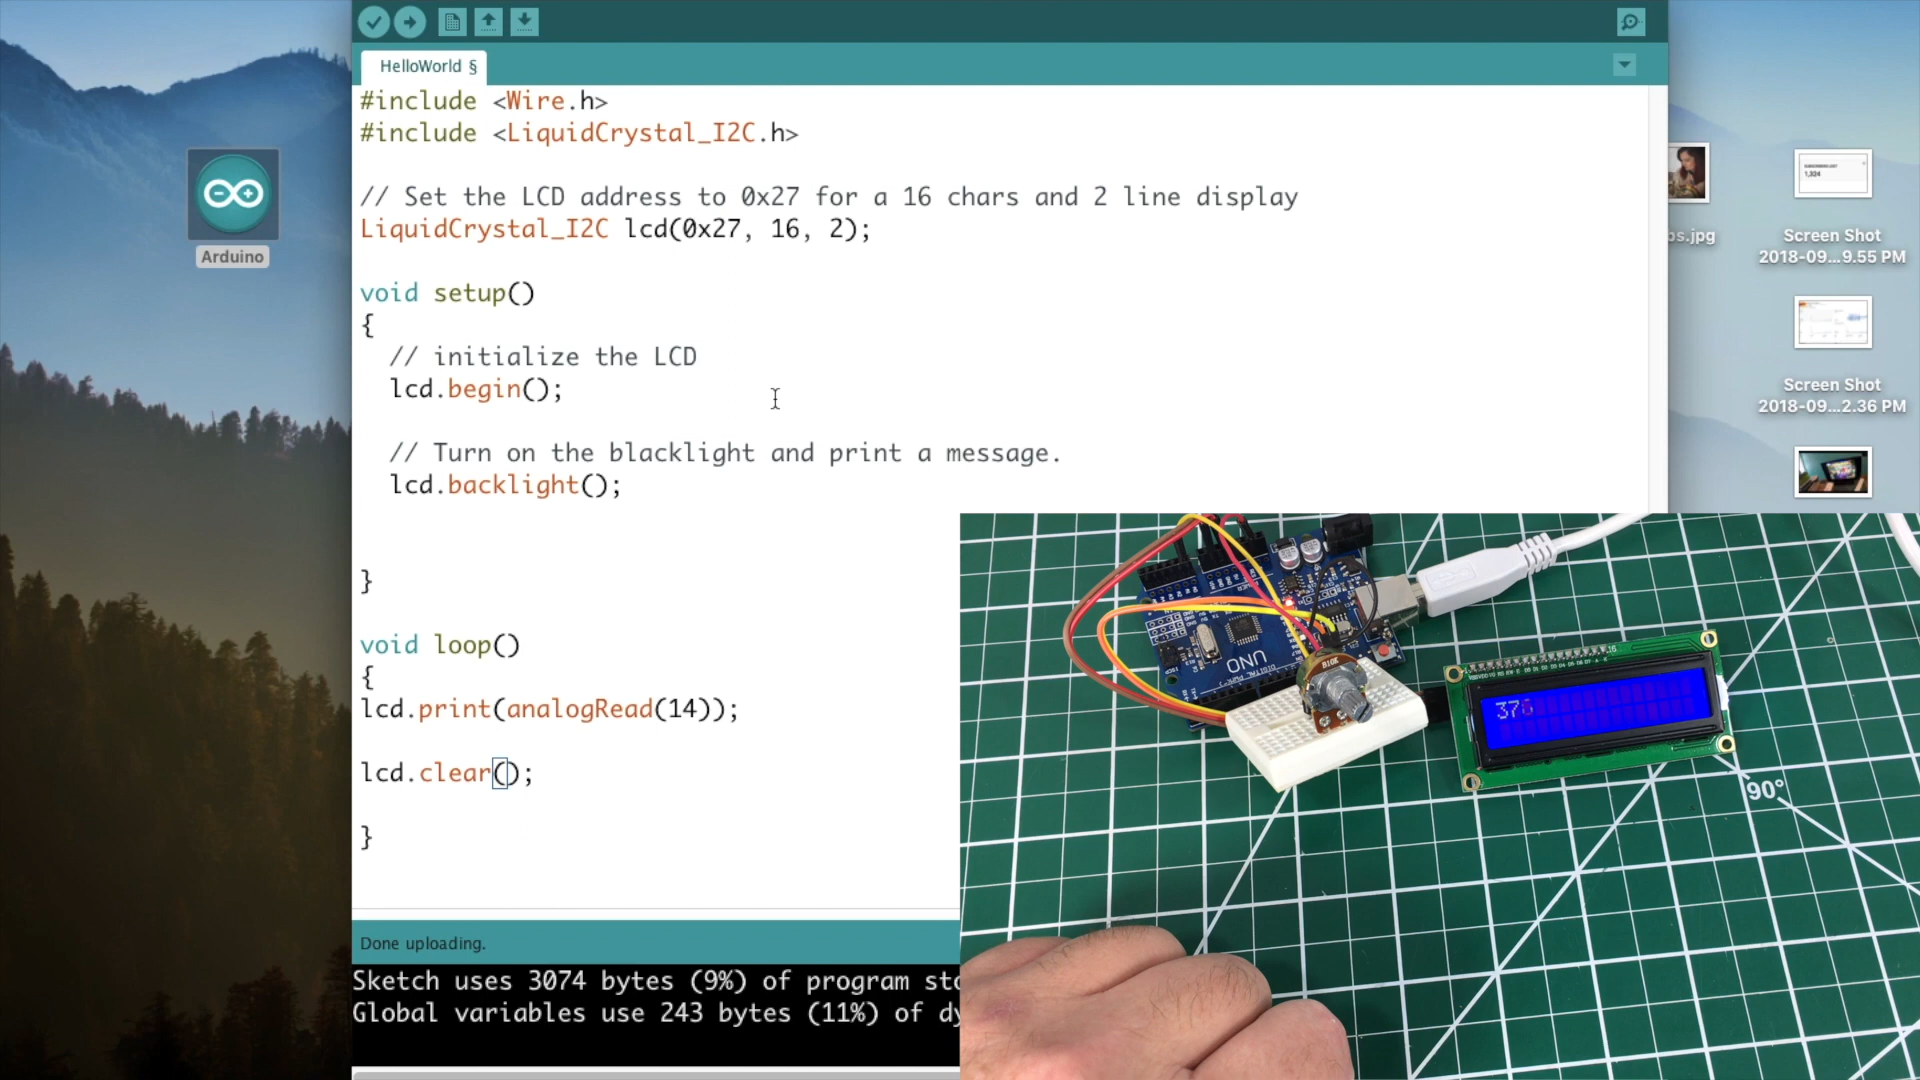 HelloWorld §
#include <Wire.h>
#include <LiquidCrystal_I2C.h>
// Set the LCD address to 0x27 for a 16 chars and 2 line display
LiquidCrystal_I2C lcd(0x27, 16, 2);
void setup()
{
// initialize the LCD
lcd.begin();
// Turn on the blacklight and print a message.
lcd.backlight();
}
void loop()
{
lcd.print(analogRead(14));
lcd.clear();
}
Done uploading.
Sketch uses 3074 bytes (9%) of program
Global variables use 243 bytes (11%) of
Arduino
Screen Shot
2018-09...9.55 PM
Screen Shot
2018-09...2.36 PM
1,324
UNO
B10K
16
90°